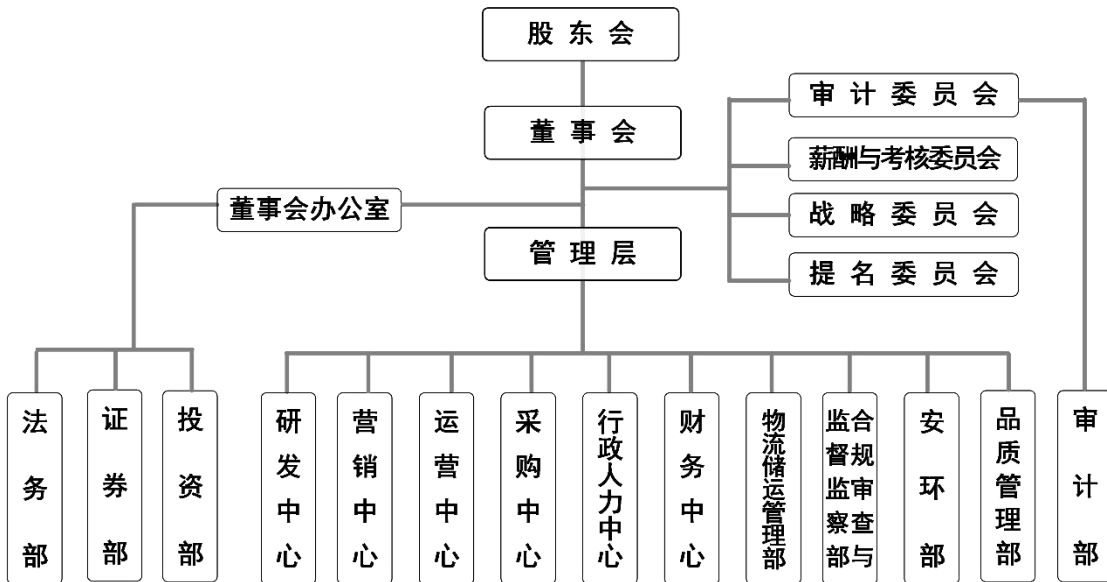 股东会
董事会
审计委员会
薪酬与考核委员会
战略委员会
提名委员会
董事会办公室
管理层
法务部
证券部
投资部
研发中心
营销中心
运营中心
采购中心
行政人力中心
财务中心
物流储运管理部
合规审查与
监督监察部
安环部
品质管理部
审计部